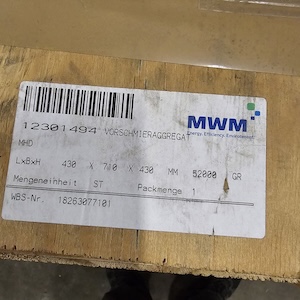 12301494 VORSCHMIERAGGREGAT
MHD
MWM
Energy. Efficiency. Environment.
LxBxH 430 X 710 X 430 MM 52000 GR
Mengeneinheit ST Packmenge 1
WBS-Nr. 18263077101